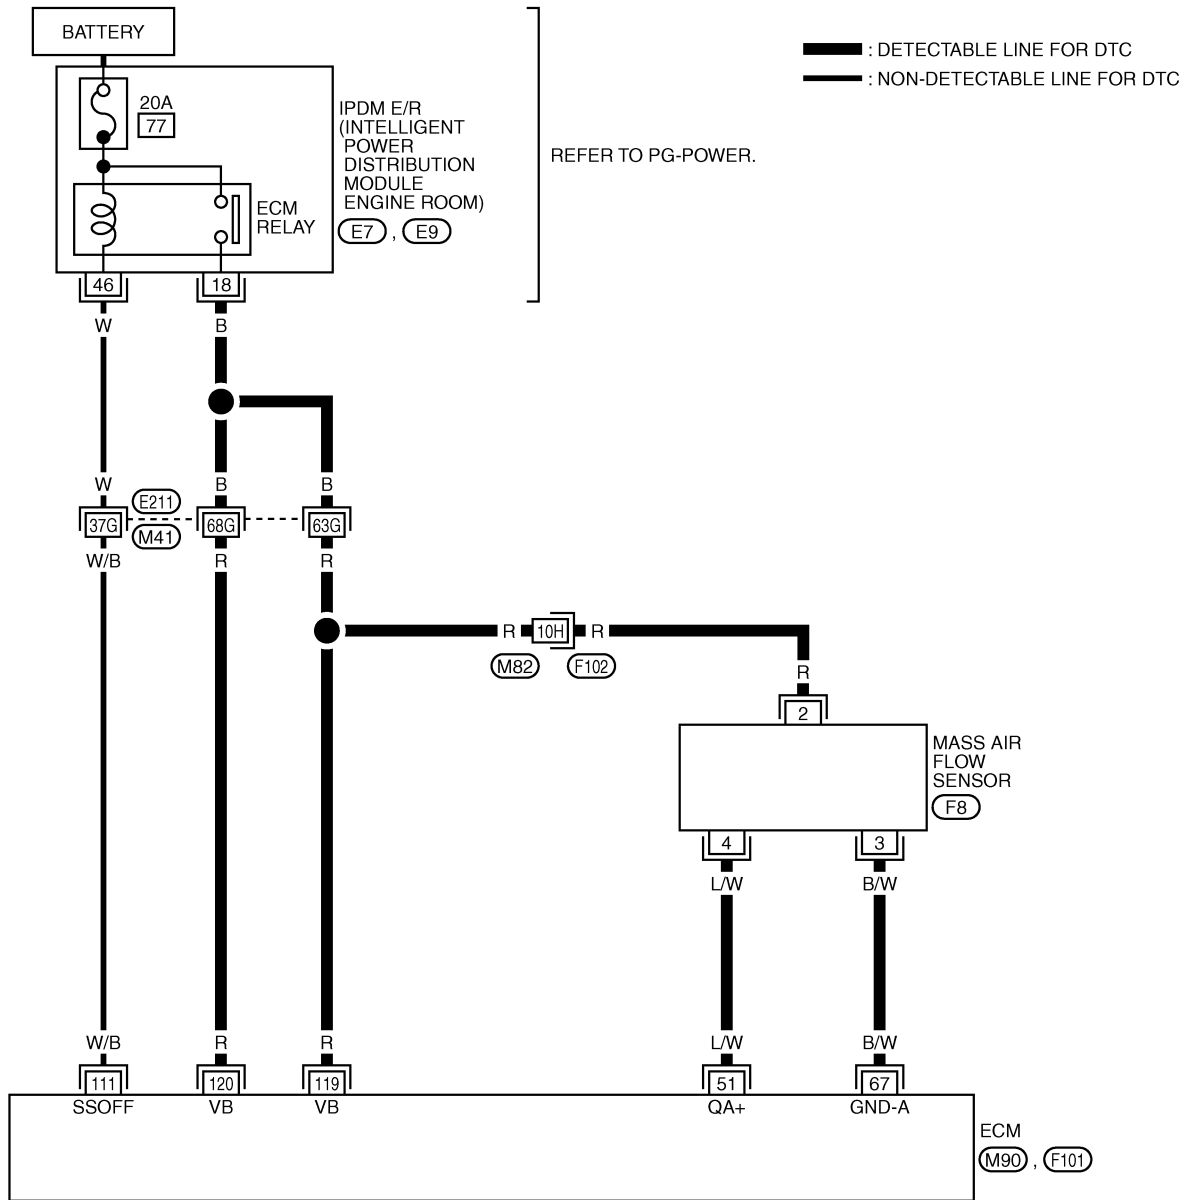 BATTERY
: DETECTABLE LINE FOR DTC
: NON-DETECTABLE LINE FOR DTC
20A
77
IPDM E/R
(INTELLIGENT
POWER
DISTRIBUTION
MODULE
ENGINE ROOM)
E7 , E9
REFER TO PG-POWER.
ECM
RELAY
46 18
W B
W B B
E211
37G 68G 63G
M41
W/B R R
R 10H R
M82 F102
R
2
MASS AIR
FLOW
SENSOR
F8
4 3
L/W B/W
W/B R R L/W B/W
111 120 119 51 67
SSOFF VB VB QA+ GND-A
ECM
M90 , F101